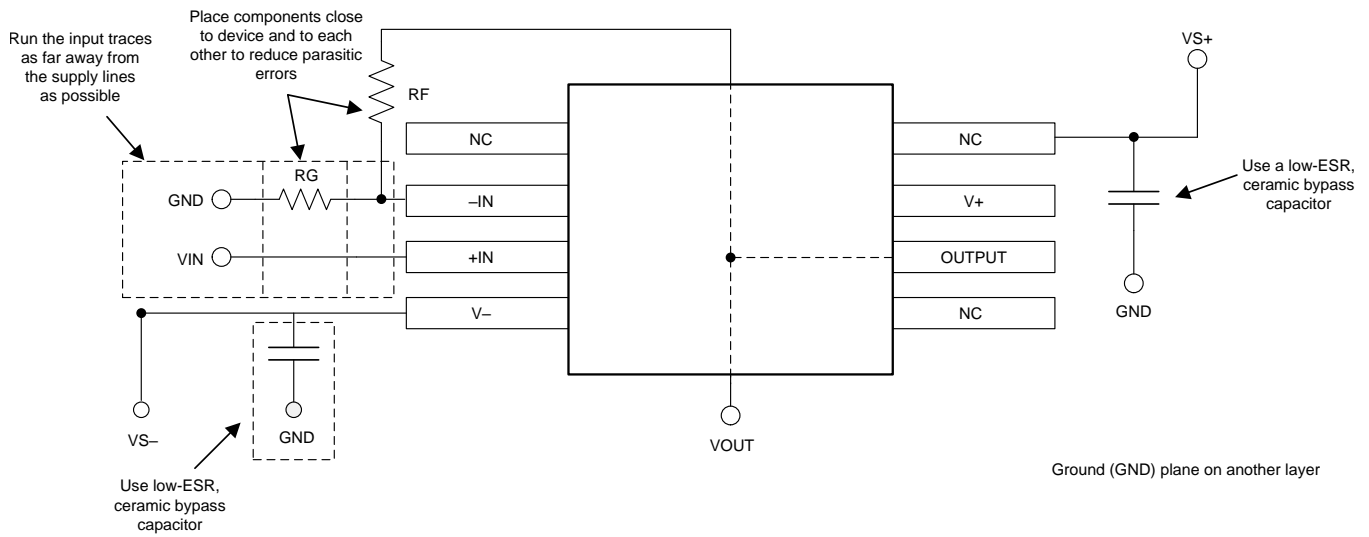 Run the input traces
as far away from
the supply lines
as possible
Place components close
to device and to each
other to reduce parasitic
errors
RF
RG
GND
VIN
NC
–IN
+IN
V–
VS–
GND
Use low-ESR,
ceramic bypass
capacitor
VOUT
NC
V+
OUTPUT
NC
VS+
GND
Use a low-ESR,
ceramic bypass
capacitor
Ground (GND) plane on another layer